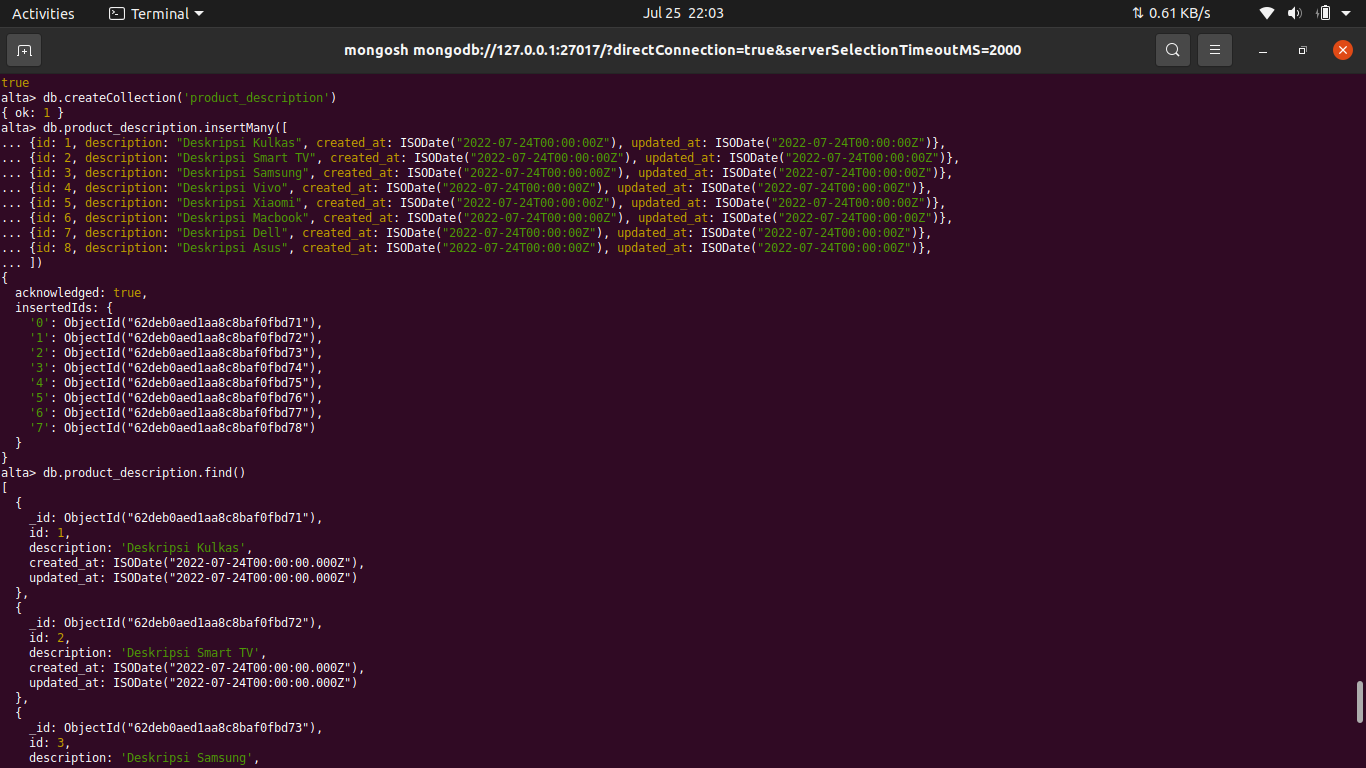 Activities Terminal Jul 25 22:03 0.61 KB/s
mongosh mongodb://127.0.0.1:27017/?directConnection=true&serverSelectionTimeoutMS=2000
true
alta> db.createCollection('product_description')
{ ok: 1 }
alta> db.product_description.insertMany([
... {id: 1, description: "Deskripsi Kulkas", created_at: ISODate("2022-07-24T00:00:00Z"), updated_at: ISODate("2022-07-24T00:00:00Z")},
... {id: 2, description: "Deskripsi Smart TV", created_at: ISODate("2022-07-24T00:00:00Z"), updated_at: ISODate("2022-07-24T00:00:00Z")},
... {id: 3, description: "Deskripsi Samsung", created_at: ISODate("2022-07-24T00:00:00Z"), updated_at: ISODate("2022-07-24T00:00:00Z")},
... {id: 4, description: "Deskripsi Vivo", created_at: ISODate("2022-07-24T00:00:00Z"), updated_at: ISODate("2022-07-24T00:00:00Z")},
... {id: 5, description: "Deskripsi Xiaomi", created_at: ISODate("2022-07-24T00:00:00Z"), updated_at: ISODate("2022-07-24T00:00:00Z")},
... {id: 6, description: "Deskripsi Macbook", created_at: ISODate("2022-07-24T00:00:00Z"), updated_at: ISODate("2022-07-24T00:00:00Z")},
... {id: 7, description: "Deskripsi Dell", created_at: ISODate("2022-07-24T00:00:00Z"), updated_at: ISODate("2022-07-24T00:00:00Z")},
... {id: 8, description: "Deskripsi Asus", created_at: ISODate("2022-07-24T00:00:00Z"), updated_at: ISODate("2022-07-24T00:00:00Z")},
... ])
{
  acknowledged: true,
  insertedIds: {
    '0': ObjectId("62deb0aed1aa8c8baf0fbd71"),
    '1': ObjectId("62deb0aed1aa8c8baf0fbd72"),
    '2': ObjectId("62deb0aed1aa8c8baf0fbd73"),
    '3': ObjectId("62deb0aed1aa8c8baf0fbd74"),
    '4': ObjectId("62deb0aed1aa8c8baf0fbd75"),
    '5': ObjectId("62deb0aed1aa8c8baf0fbd76"),
    '6': ObjectId("62deb0aed1aa8c8baf0fbd77"),
    '7': ObjectId("62deb0aed1aa8c8baf0fbd78")
  }
}
alta> db.product_description.find()
[
  {
    _id: ObjectId("62deb0aed1aa8c8baf0fbd71"),
    id: 1,
    description: 'Deskripsi Kulkas',
    created_at: ISODate("2022-07-24T00:00:00.000Z"),
    updated_at: ISODate("2022-07-24T00:00:00.000Z")
  },
  {
    _id: ObjectId("62deb0aed1aa8c8baf0fbd72"),
    id: 2,
    description: 'Deskripsi Smart TV',
    created_at: ISODate("2022-07-24T00:00:00.000Z"),
    updated_at: ISODate("2022-07-24T00:00:00.000Z")
  },
  {
    _id: ObjectId("62deb0aed1aa8c8baf0fbd73"),
    id: 3,
    description: 'Deskripsi Samsung',